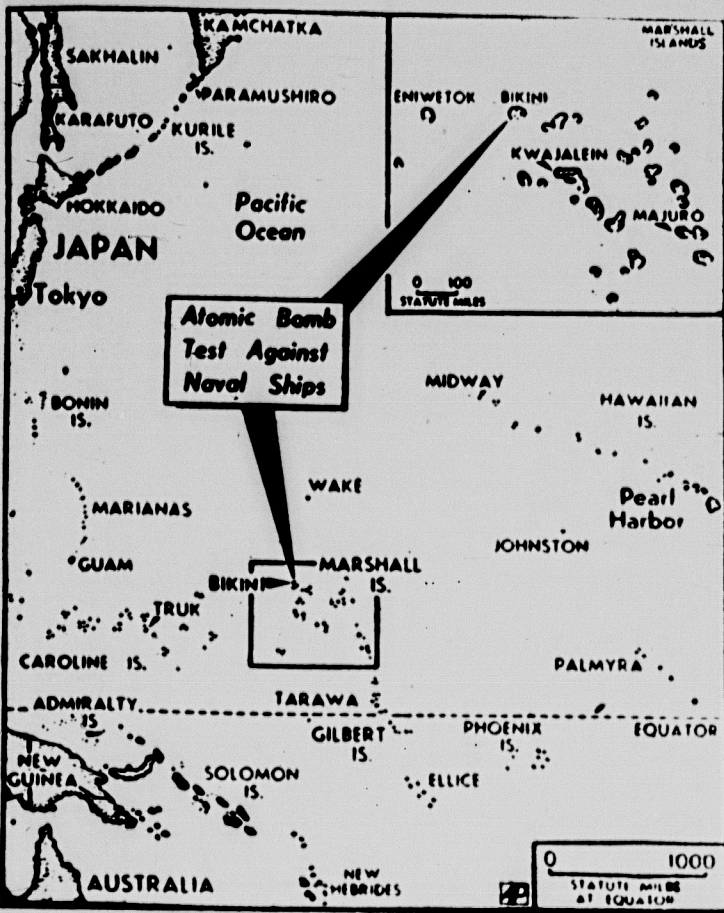 KAMCHATKA
SAKHALIN
PARAMUSHIRO
KARAFUTO
KURILE
IS.
HOKKAIDO
Pacific
Ocean
JAPAN
Tokyo
MARSHALL
ISLANDS
ENIWETOK
BIKINI
KWAJALEIN
MAJURO
0 100
STATUTE MILES
Atomic Bomb
Test Against
Naval Ships
BONIN
IS.
MIDWAY
HAWAIIAN
IS.
MARIANAS
WAKE
Pearl
Harbor
JOHNSTON
GUAM
MARSHALL
IS.
BIKINI
TRUK
CAROLINE IS.
PALMYRA
ADMIRALTY
IS
TARAWA
GILBERT
IS.
PHOENIX
IS.
EQUATOR
NEW
GUINEA
SOLOMON
IS.
ELLICE
AUSTRALIA
NEW
HEBRIDES
AP
0 1000
STATUTE MILES
AT EQUATOR